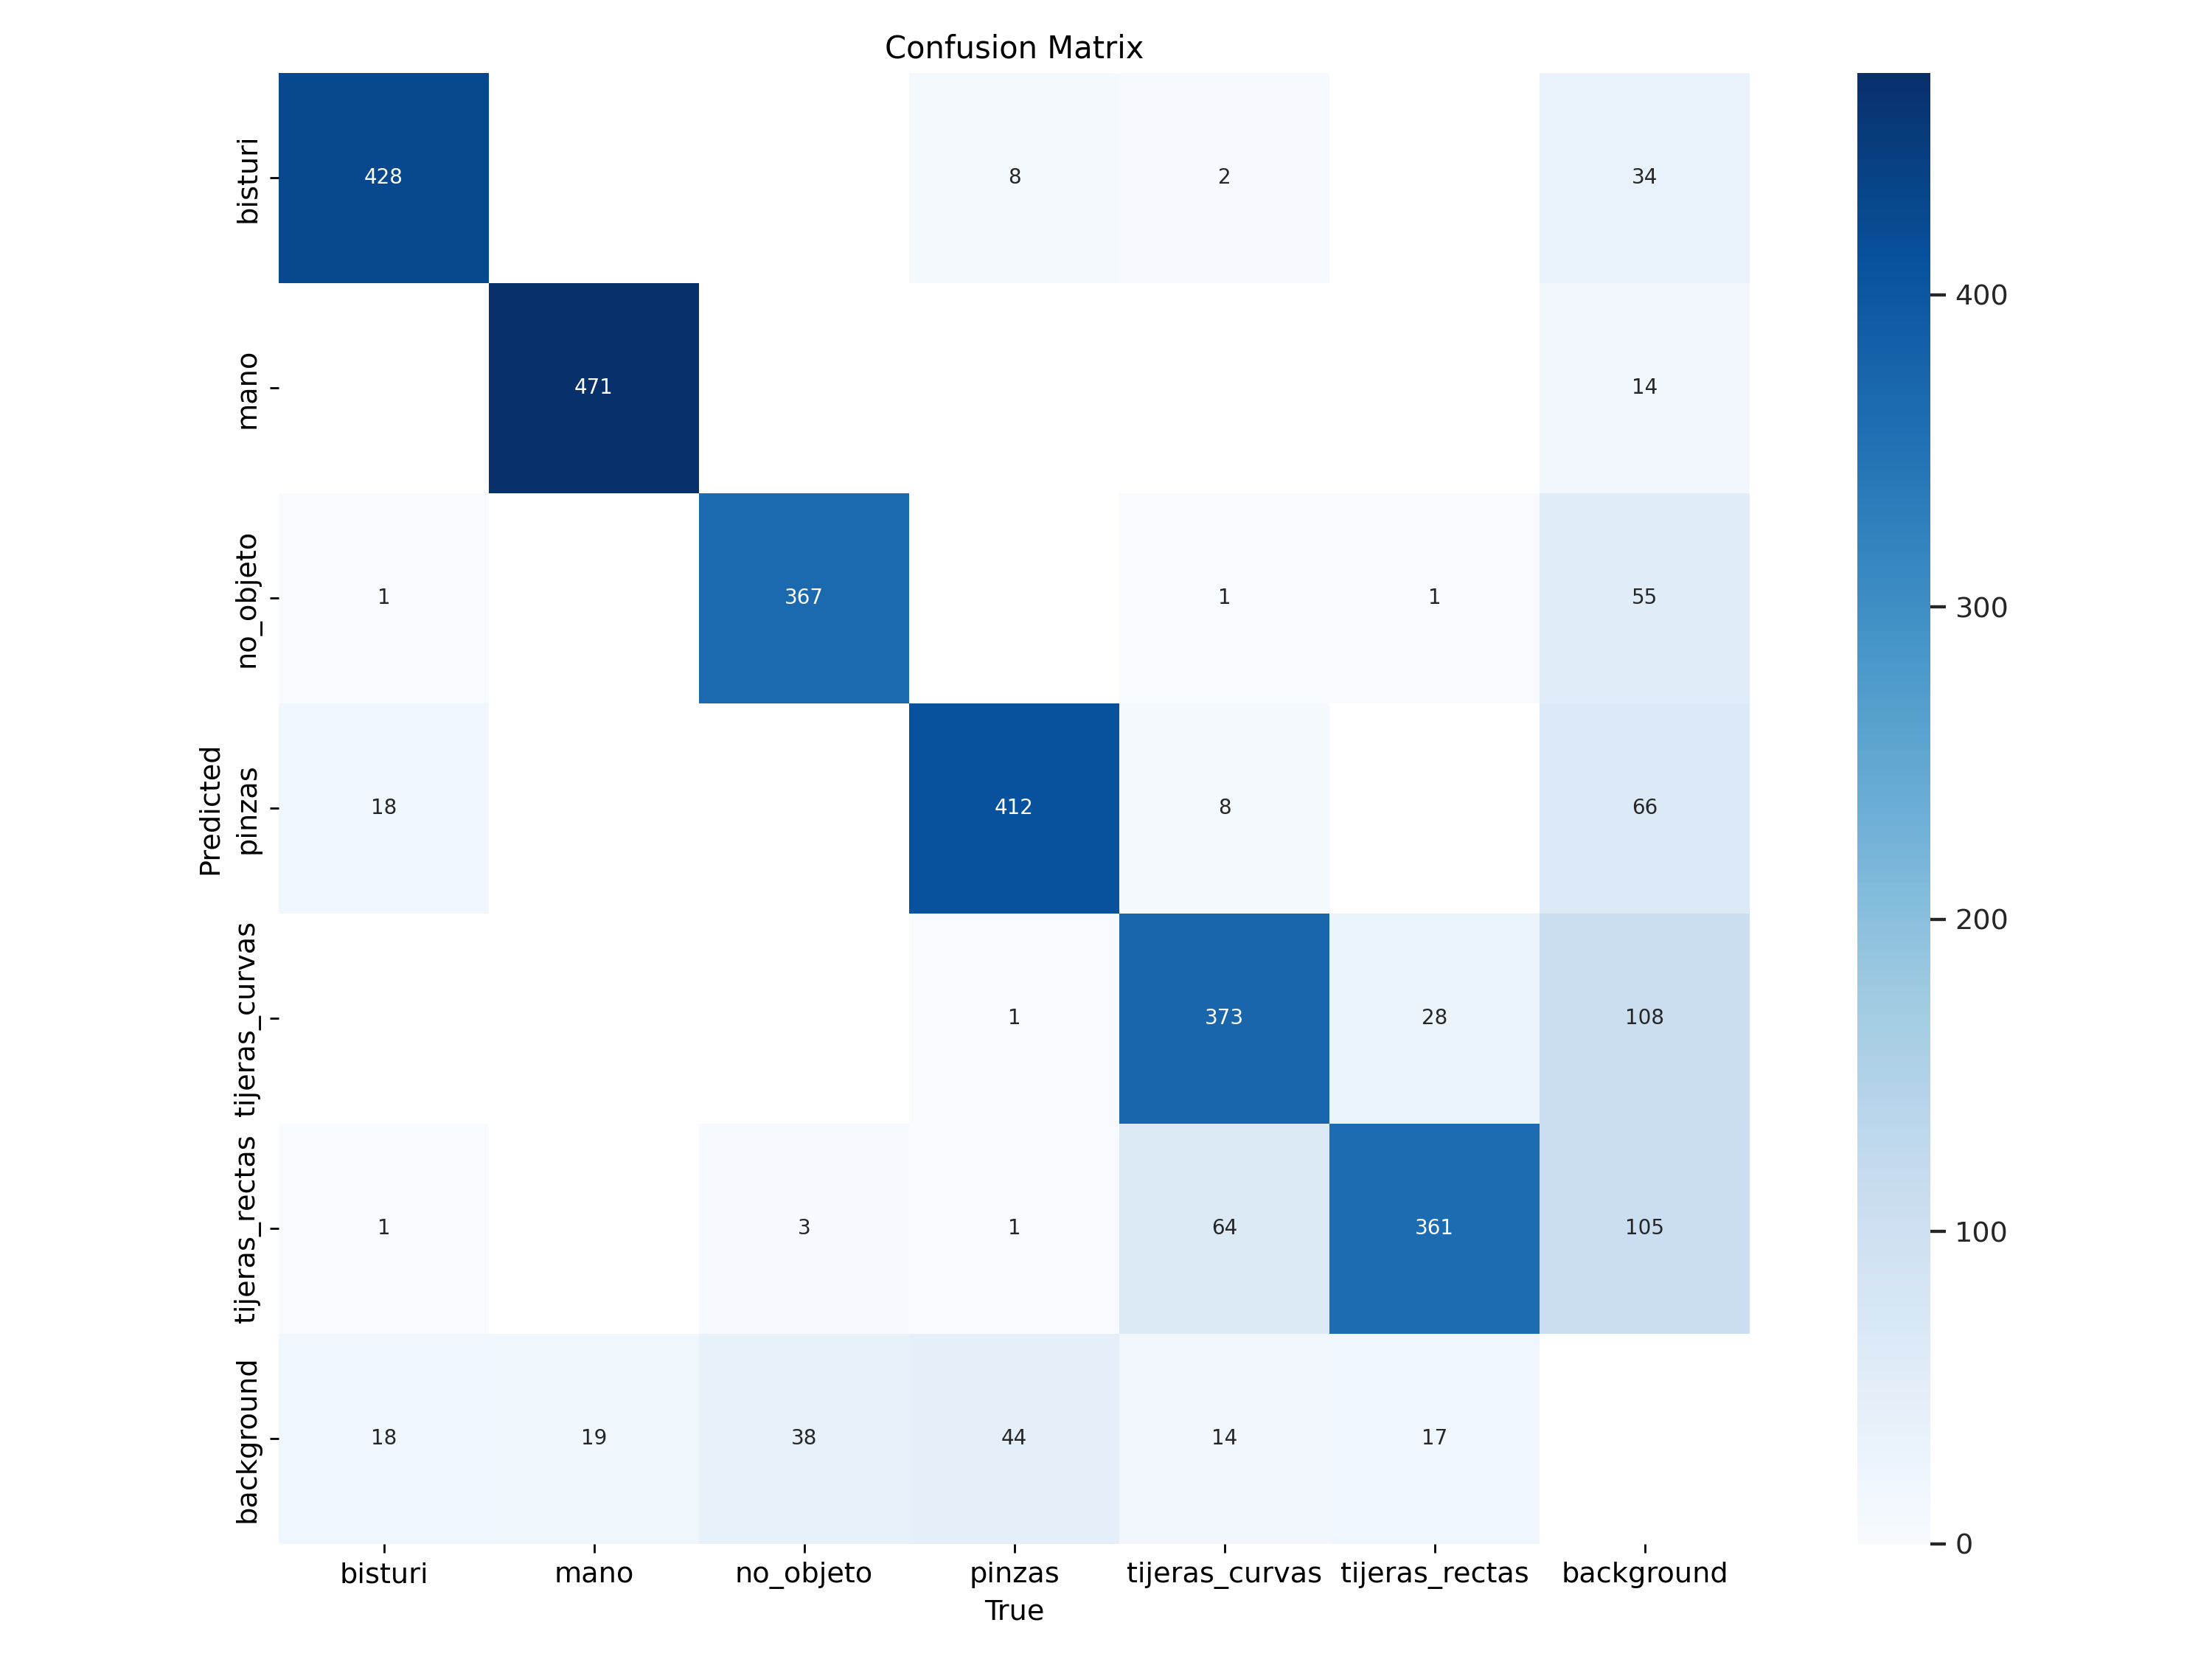 Confusion Matrix
bisturi
428 8 2 34
mano
471 14
no_objeto
1 367 1 1 55
pinzas
18 412 8 66
tijeras_curvas
1 373 28 108
tijeras_rectas
1 3 1 64 361 105
background
18 19 38 44 14 17
Predicted
bisturi mano no_objeto pinzas tijeras_curvas tijeras_rectas background
True
400
300
200
100
0